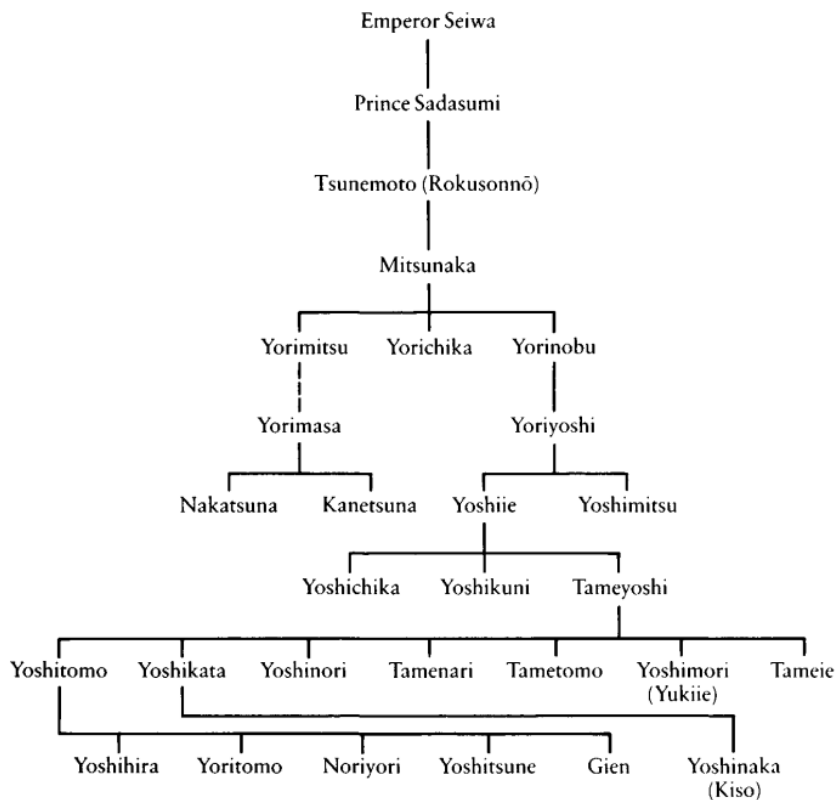 Emperor Seiwa
Prince Sadasumi
Tsunemoto (Rokusonnō)
Mitsunaka
Yorimitsu Yorichika Yorinobu
Yorimasa Yoriyoshi
Nakatsuna Kanetsuna Yoshiie Yoshimitsu
Yoshichika Yoshikuni Tameyoshi
Yoshitomo Yoshikata Yoshinori Tamenari Tametomo Yoshimori Tameie
(Yukiie)
Yoshihira Yoritomo Noriyori Yoshitsune Gien Yoshinaka
(Kiso)